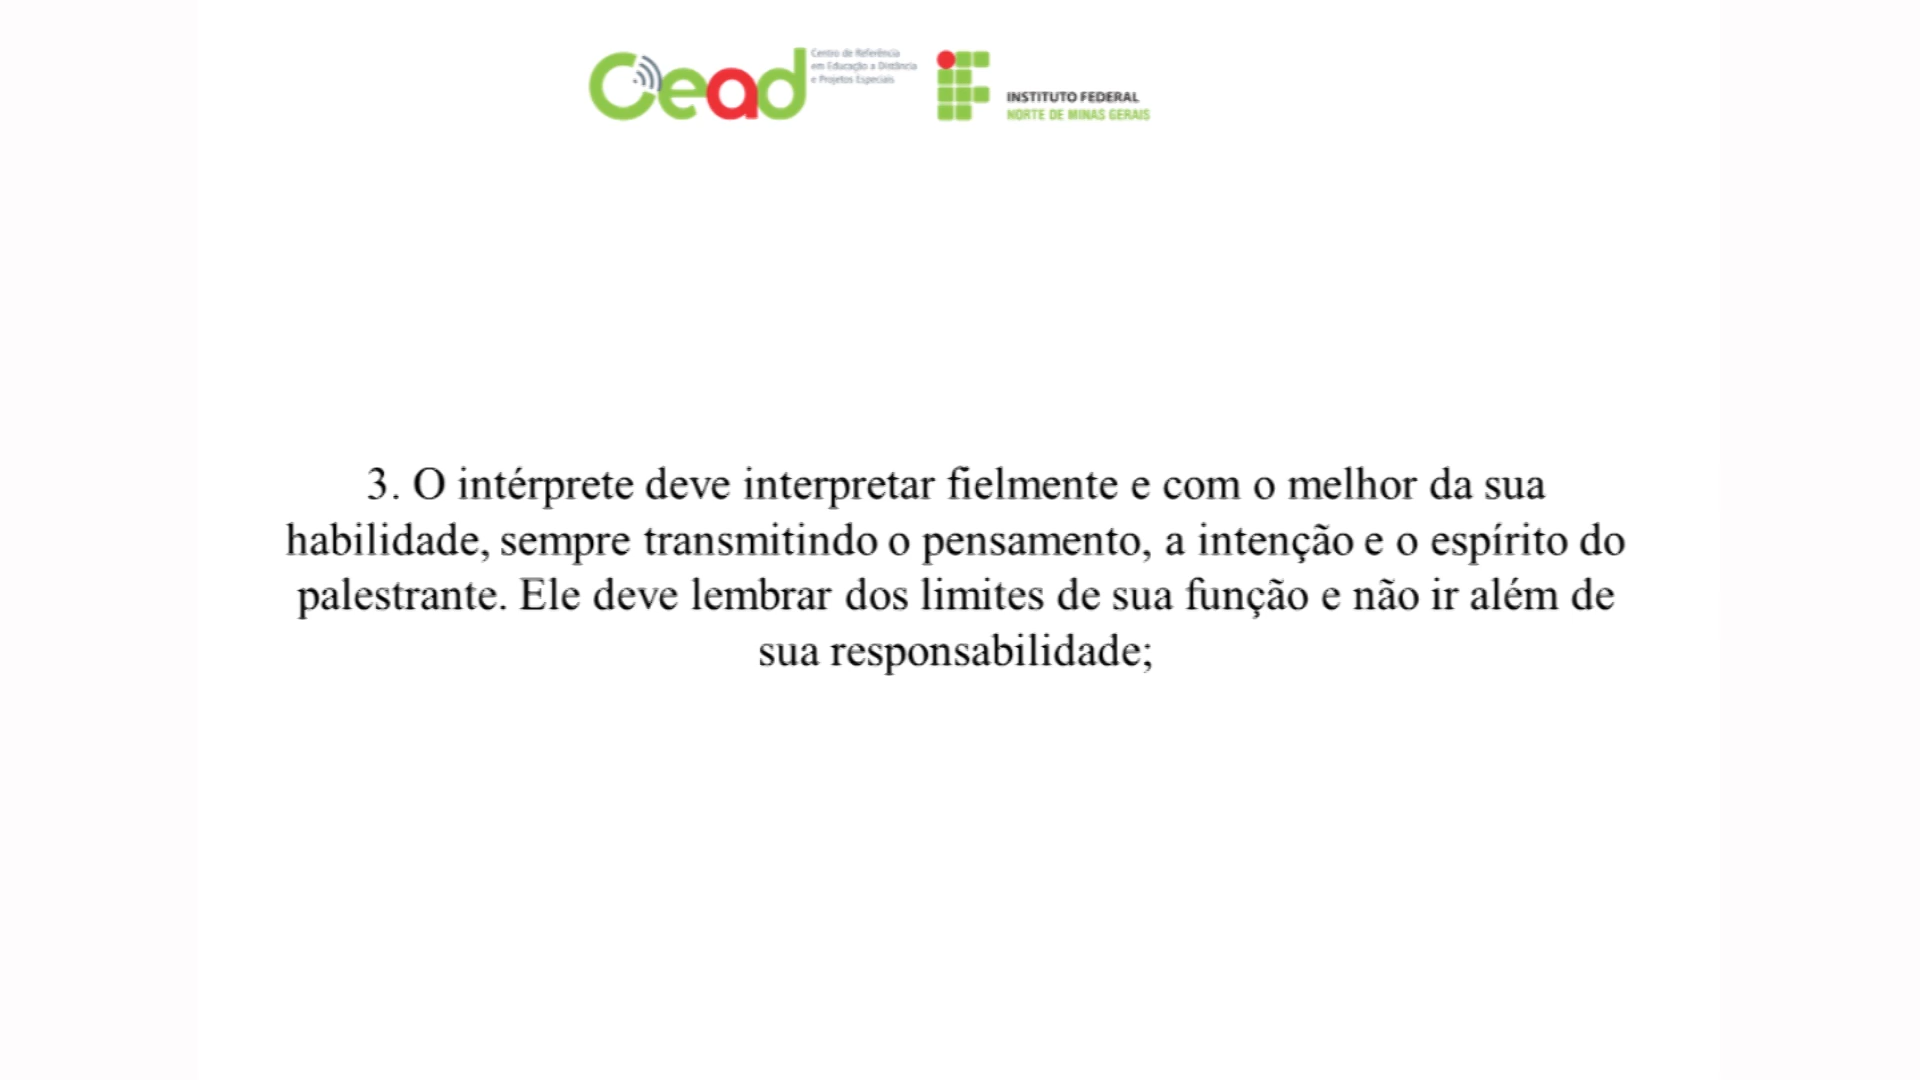 Cead
Centro de Referência
em Educação a Distância
e Projetos Especiais
INSTITUTO FEDERAL
NORTE DE MINAS GERAIS
3. O intérprete deve interpretar fielmente e com o melhor da sua
habilidade, sempre transmitindo o pensamento, a intenção e o espírito do
palestrante. Ele deve lembrar dos limites de sua função e não ir além de
sua responsabilidade;